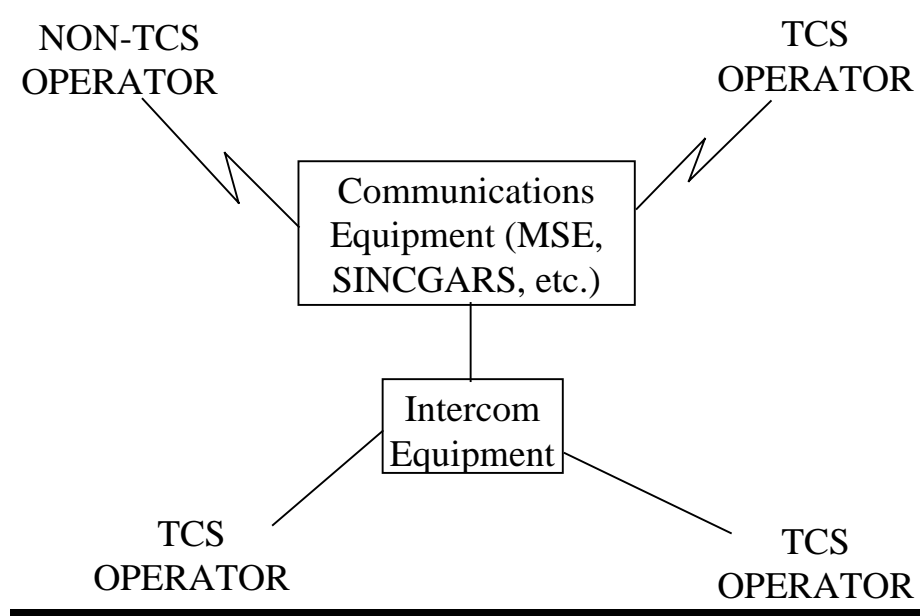 NON-TCS
OPERATOR
TCS
OPERATOR
Communications
Equipment (MSE,
SINCGARS, etc.)
Intercom
Equipment
TCS
OPERATOR
TCS
OPERATOR